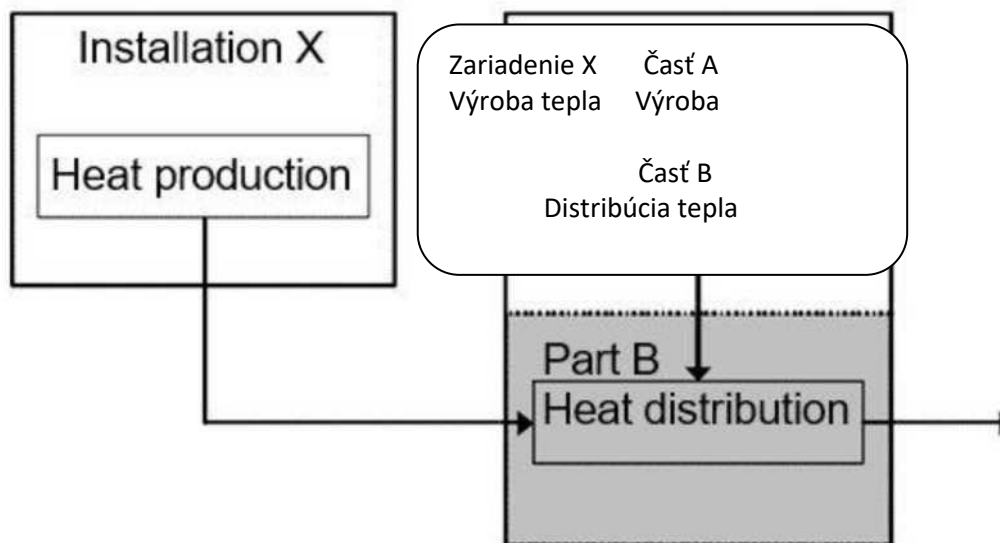 Installation X
Heat production
Zariadenie X Časť A
Výroba tepla Výroba
Časť B
Distribúcia tepla
Part B
Heat distribution